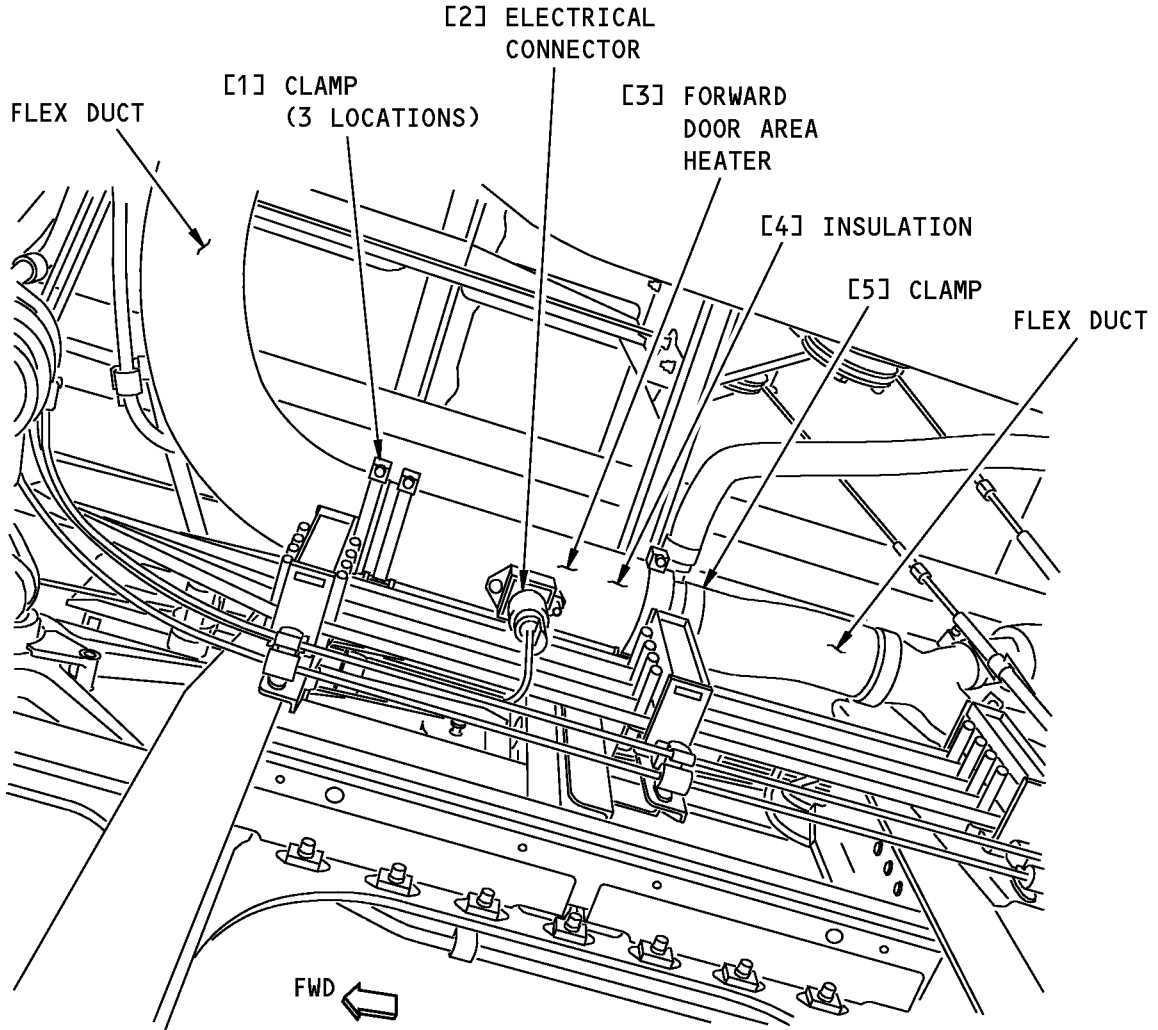 [2] ELECTRICAL
CONNECTOR
[1] CLAMP
(3 LOCATIONS)
[3] FORWARD
DOOR AREA
HEATER
FLEX DUCT
[4] INSULATION
[5] CLAMP
FLEX DUCT
FWD